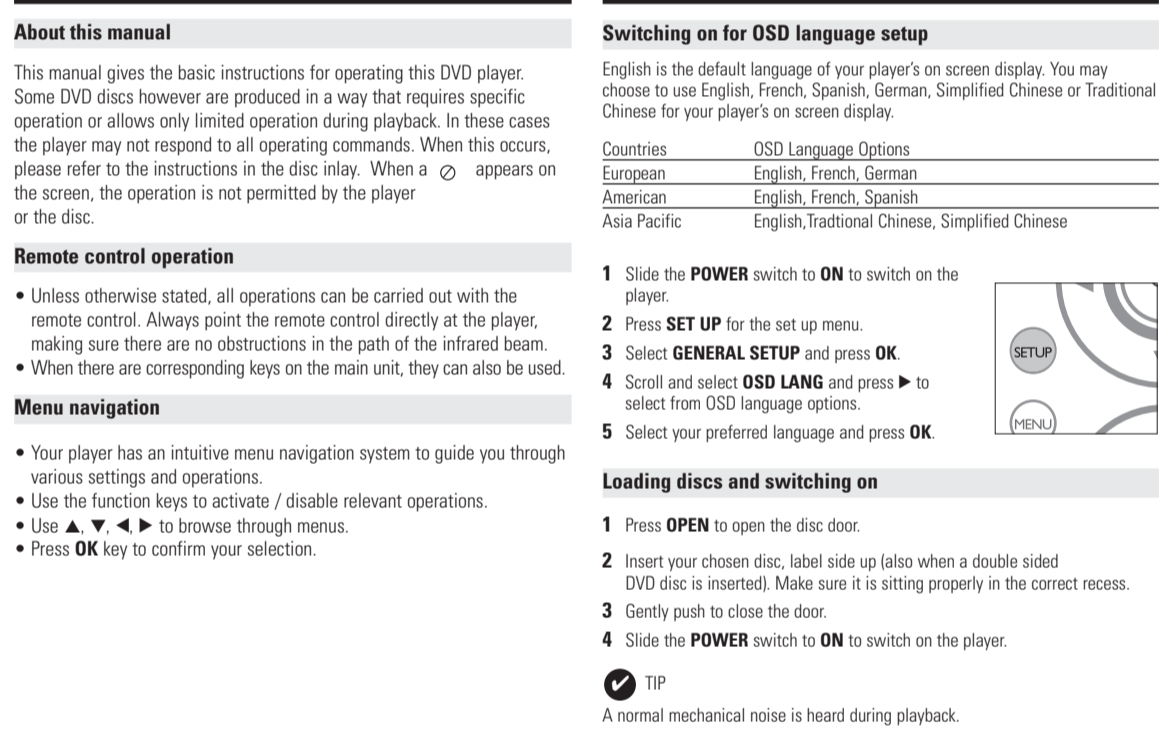 About this manual
This manual gives the basic instructions for operating this DVD player.
Some DVD discs however are produced in a way that requires specific
operation or allows only limited operation during playback. In these cases
the player may not respond to all operating commands. When this occurs,
please refer to the instructions in the disc inlay. When a ⊘ appears on
the screen, the operation is not permitted by the player
or the disc.
Remote control operation
• Unless otherwise stated, all operations can be carried out with the
remote control. Always point the remote control directly at the player,
making sure there are no obstructions in the path of the infrared beam.
• When there are corresponding keys on the main unit, they can also be used.
Menu navigation
• Your player has an intuitive menu navigation system to guide you through
various settings and operations.
• Use the function keys to activate / disable relevant operations.
• Use ▲, ▼, ◀, ▶ to browse through menus.
• Press OK key to confirm your selection.
Switching on for OSD language setup
English is the default language of your player's on screen display. You may
choose to use English, French, Spanish, German, Simplified Chinese or Traditional
Chinese for your player's on screen display.
Countries OSD Language Options
European English, French, German
American English, French, Spanish
Asia Pacific English,Tradtional Chinese, Simplified Chinese
1 Slide the POWER switch to ON to switch on the
player.
2 Press SET UP for the set up menu.
3 Select GENERAL SETUP and press OK.
4 Scroll and select OSD LANG and press ▶ to
select from OSD language options.
5 Select your preferred language and press OK.
SETUP
MENU
Loading discs and switching on
1 Press OPEN to open the disc door.
2 Insert your chosen disc, label side up (also when a double sided
DVD disc is inserted). Make sure it is sitting properly in the correct recess.
3 Gently push to close the door.
4 Slide the POWER switch to ON to switch on the player.
✔ TIP
A normal mechanical noise is heard during playback.